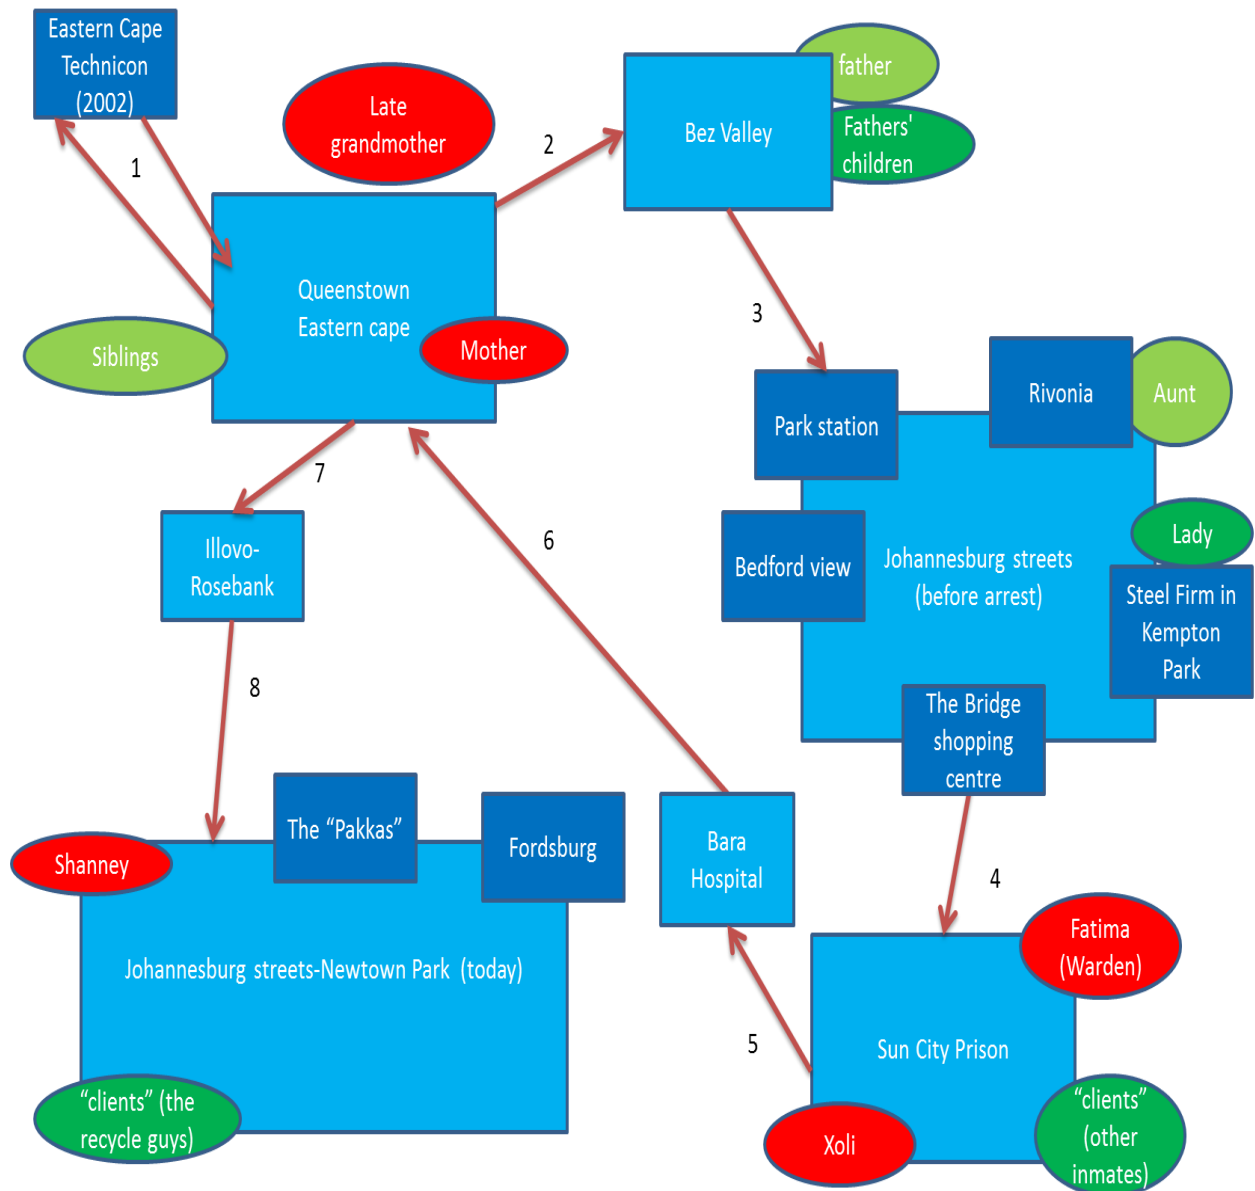 Eastern Cape
Technicon
(2002)
1
Late
grandmother
2
father
Bez Valley
Fathers'
children
Queenstown
Eastern cape
Siblings
Mother
3
Park station
Rivonia
Aunt
Bedford view
Johannesburg streets
(before arrest)
Lady
Steel Firm in
Kempton
Park
The Bridge
shopping
centre
7
Illovo-
Rosebank
6
8
Shanney
The “Pakkas”
Fordsburg
Johannesburg streets-Newtown Park (today)
“clients” (the
recycle guys)
Bara
Hospital
4
5
Fatima
(Warden)
Sun City Prison
Xoli
“clients”
(other
inmates)